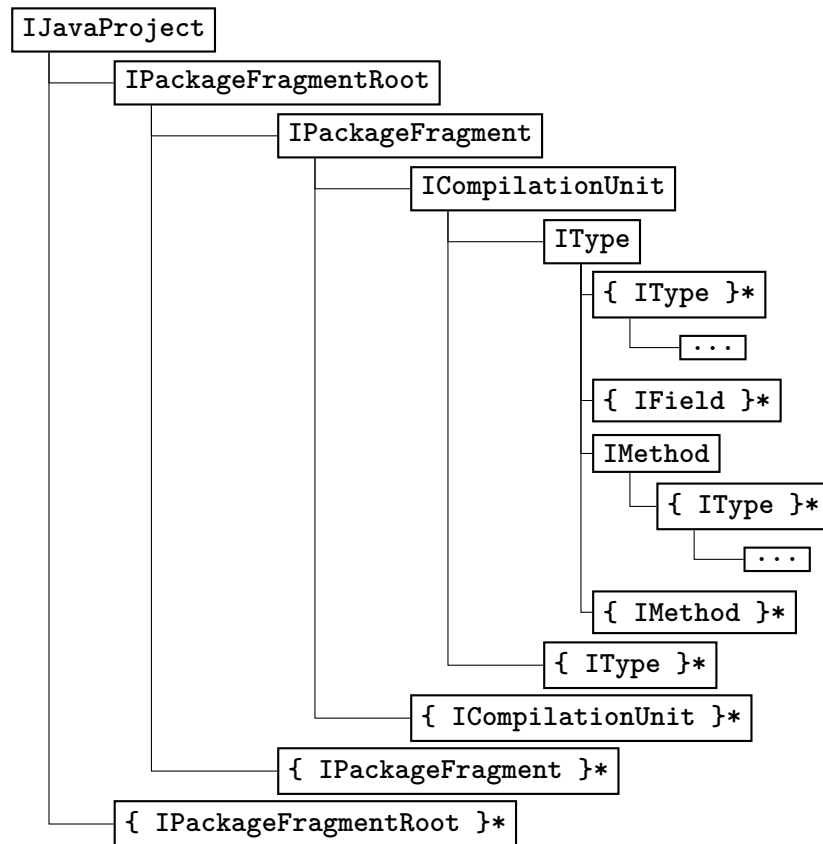 IJavaProject
IPackageFragmentRoot
IPackageFragment
ICompilationUnit
IType
{ IType }*
...
{ IField }*
IMethod
{ IType }*
...
{ IMethod }*
{ IType }*
{ ICompilationUnit }*
{ IPackageFragment }*
{ IPackageFragmentRoot }*